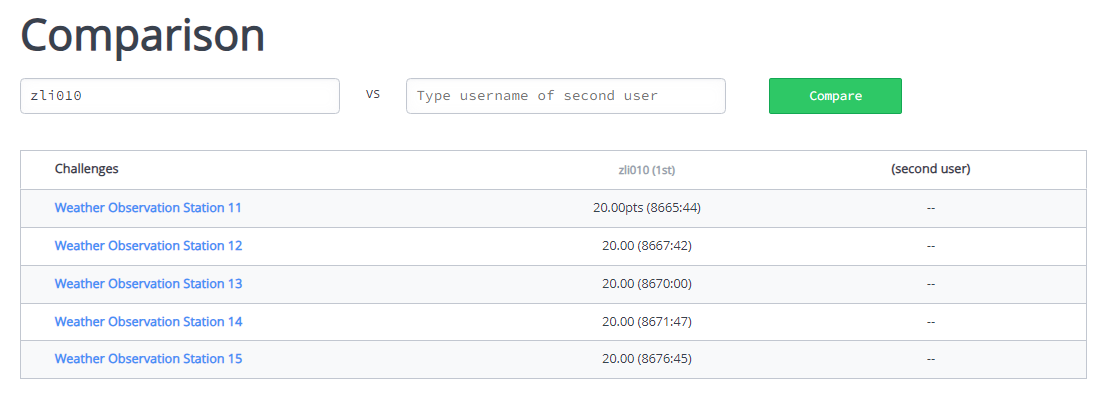 Comparison
zli010 vs Type username of second user Compare
Challenges zli010 (1st) (second user)
Weather Observation Station 11 20.00pts (8665:44) --
Weather Observation Station 12 20.00 (8667:42) --
Weather Observation Station 13 20.00 (8670:00) --
Weather Observation Station 14 20.00 (8671:47) --
Weather Observation Station 15 20.00 (8676:45) --